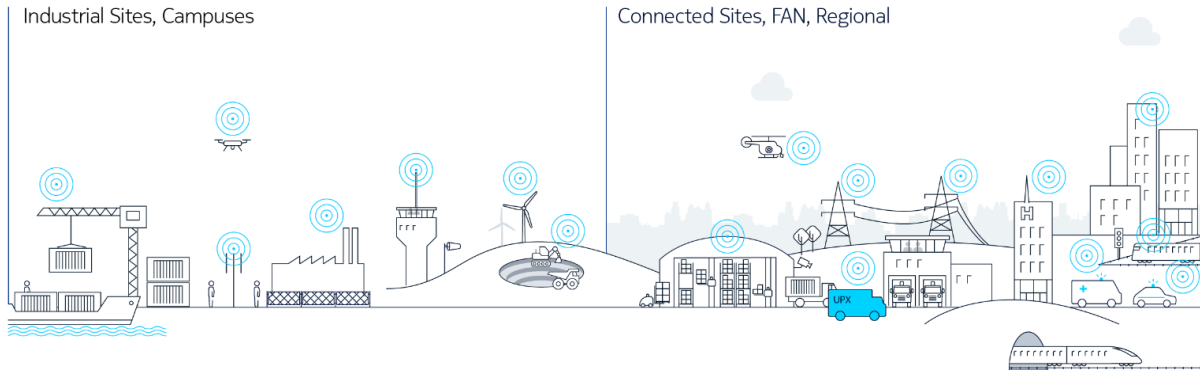 Industrial Sites, Campuses
Connected Sites, FAN, Regional
H
UPX